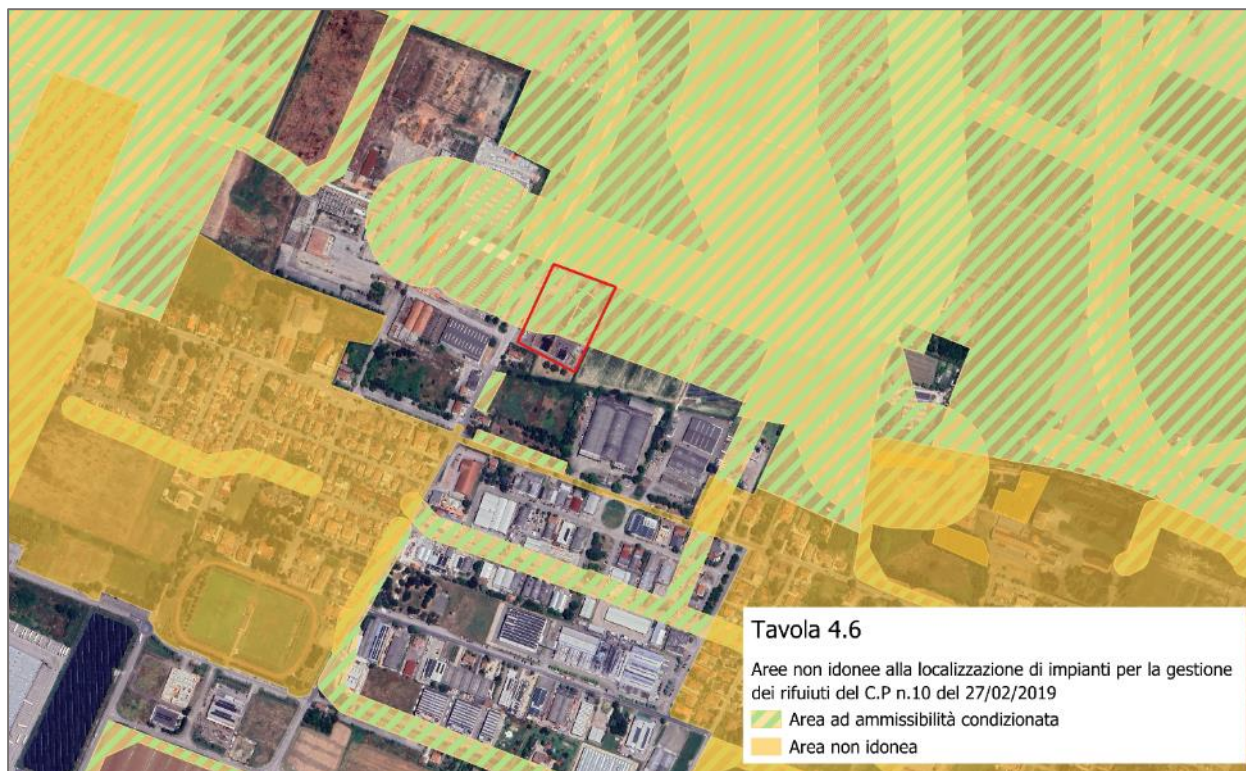 Tavola 4.6
Aree non idonee alla localizzazione di impianti per la gestione
dei rifuiuti del C.P n.10 del 27/02/2019
Area ad ammissibilità condizionata
Area non idonea